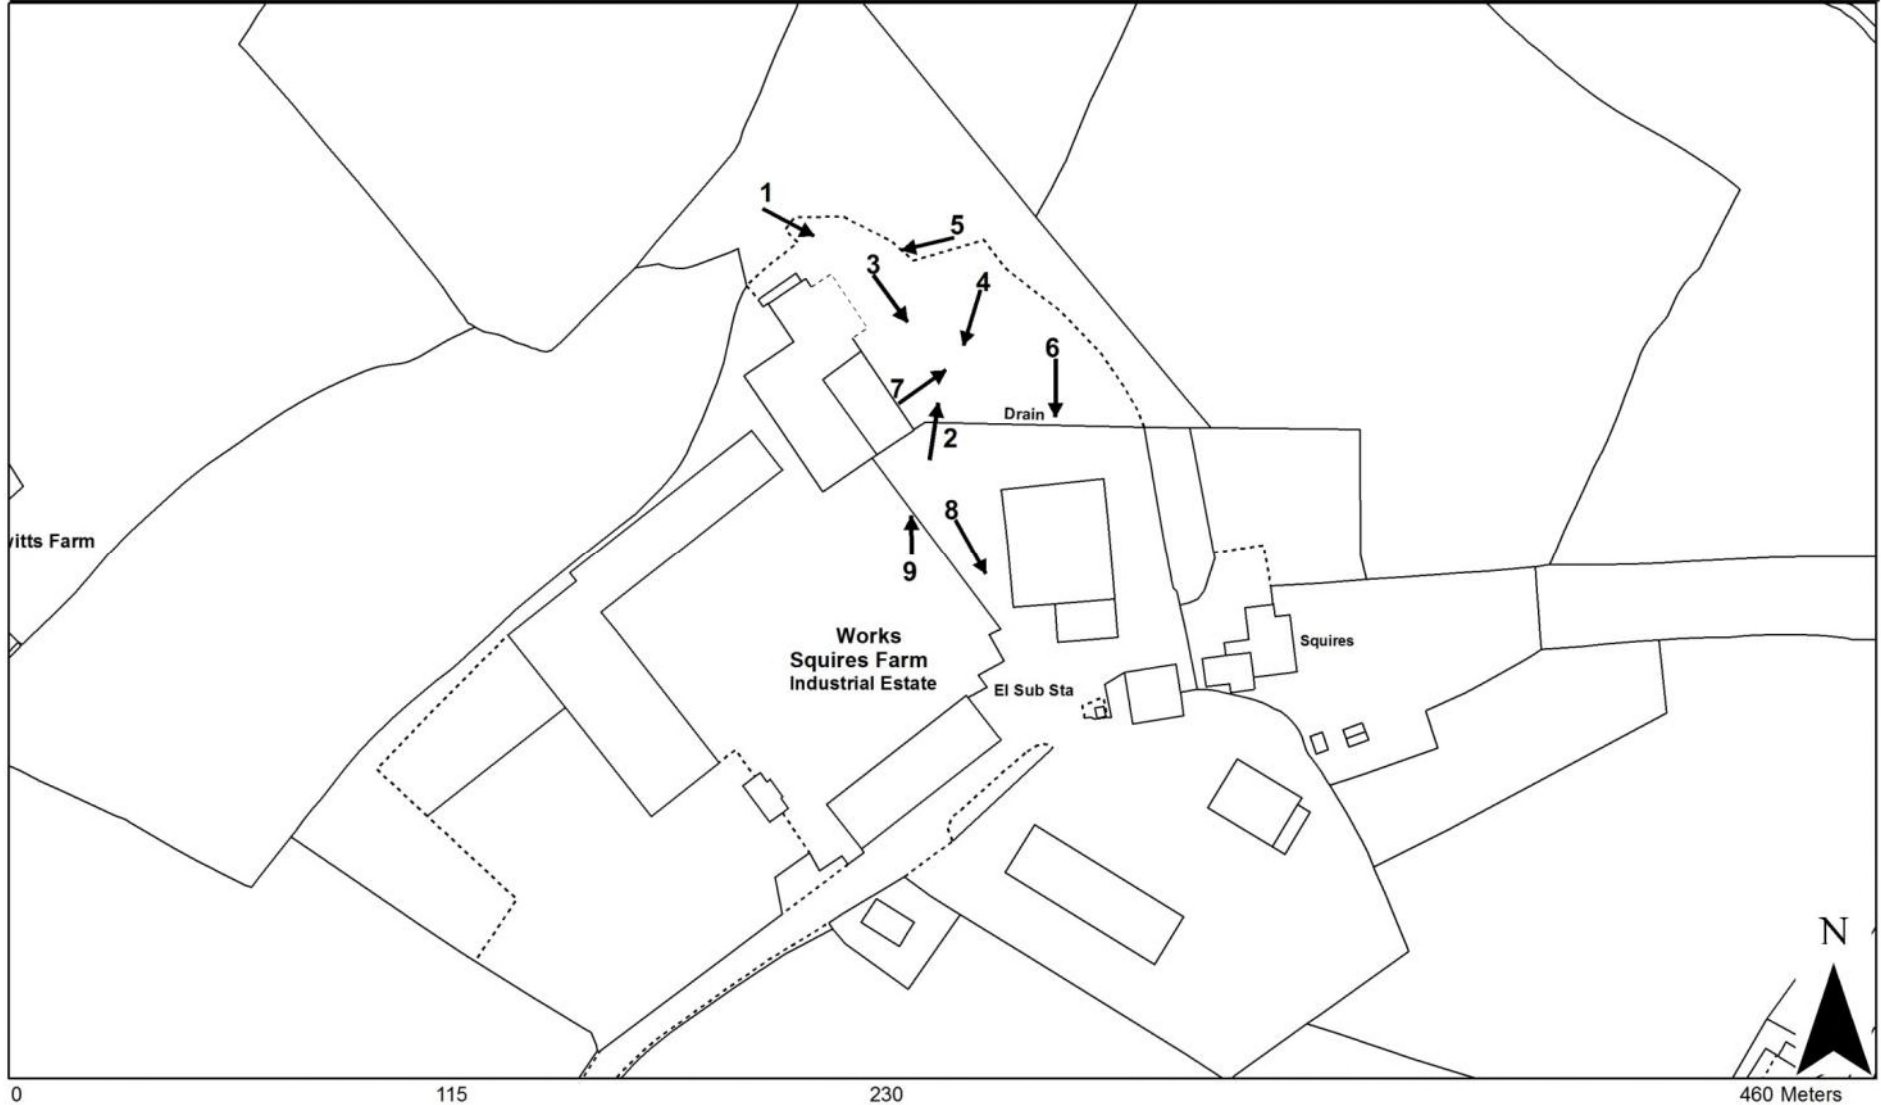 1
5
3
4
6
7
Drain
2
8
vitts Farm
9
Works
Squires Farm
Industrial Estate
Squires
El Sub Sta
N
0
115
230
460 Meters